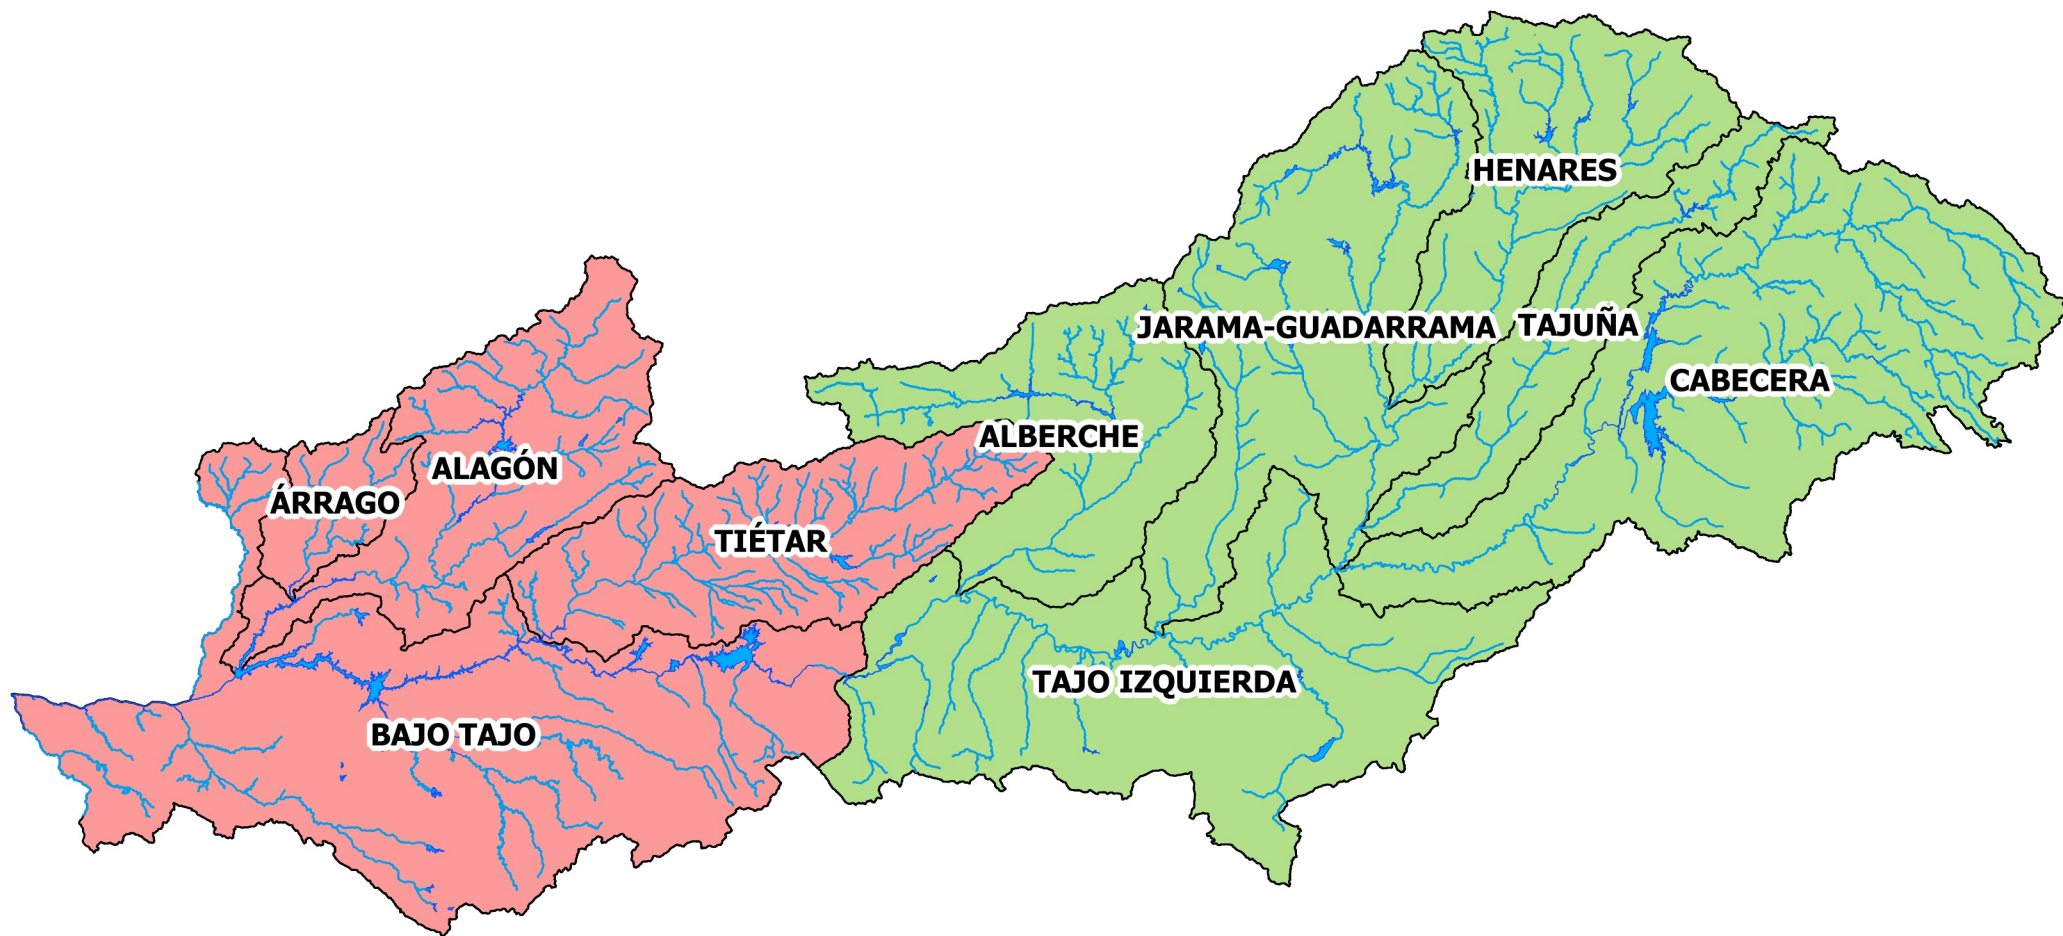 HENARES
JARAMA-GUADARRAMA
TAJUÑA
CABECERA
ALBERCHE
ALAGÓN
ÁRRAGO
TIÉTAR
TAJO IZQUIERDA
BAJO TAJO